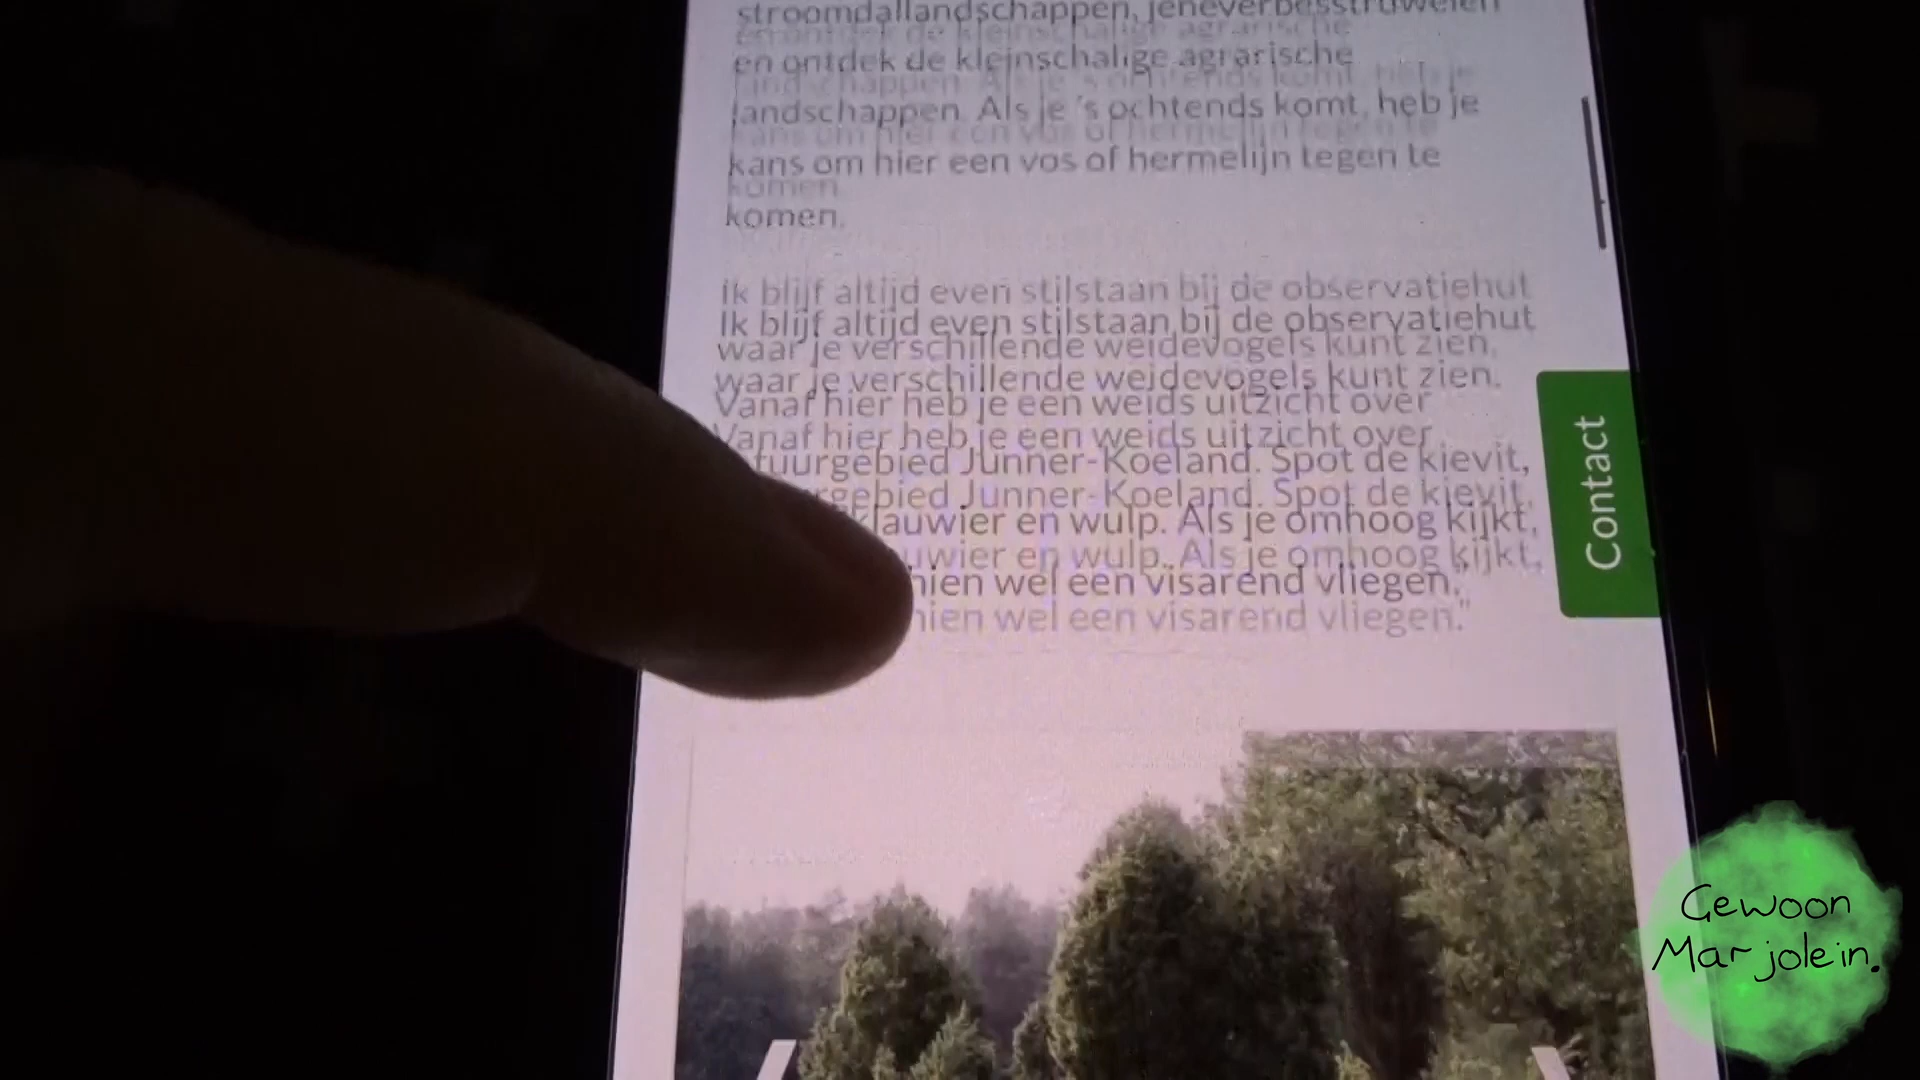 stroomdallandschappen, jeneverbesstruwelen
en ontdek de kleinschalige agrarische
landschappen. Als je 's ochtends komt, heb je
kans om hier een vos of hermelijn tegen te
komen.
Ik blijf altijd even stilstaan bij de observatiehut
waar je verschillende weidevogels kunt zien.
Vanaf hier heb je een weids uitzicht over
Junner-Koeland. Spot de kievit,
en wulp. Als je omhoog kijkt,
wel een visarend vliegen."
Contact
Gewoon
Marjolein.